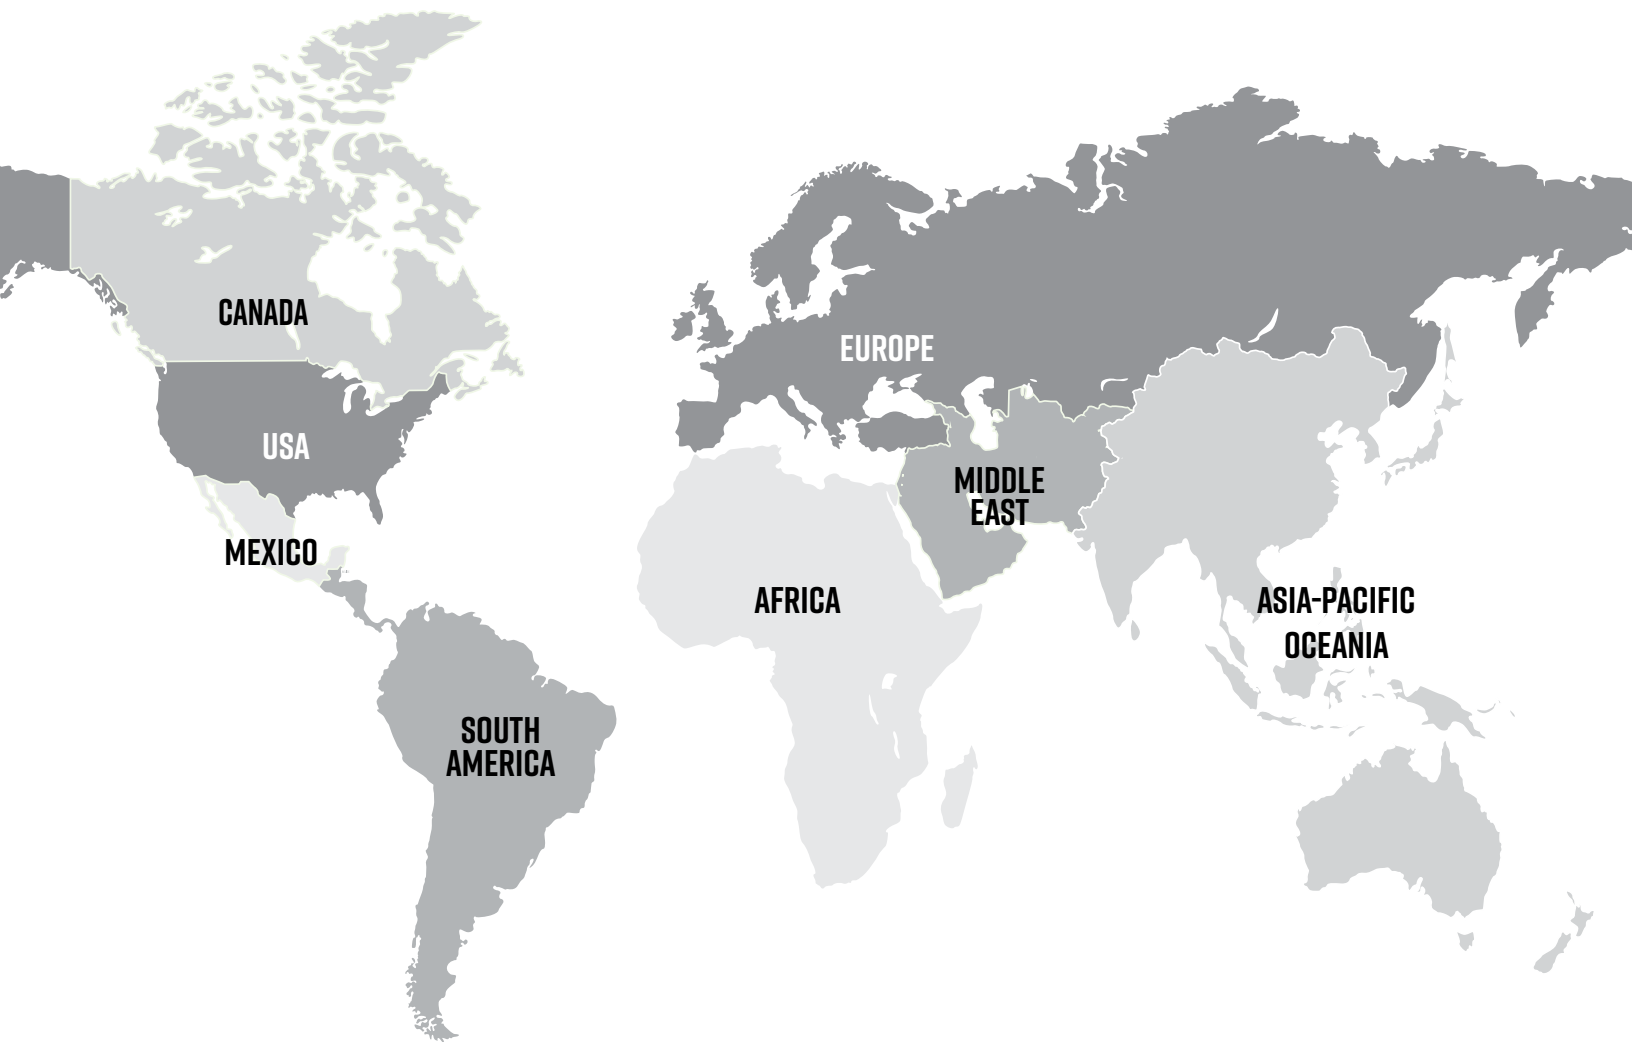 CANADA
EUROPE
USA
MIDDLE
EAST
MEXICO
AFRICA
ASIA-PACIFIC
OCEANIA
SOUTH
AMERICA